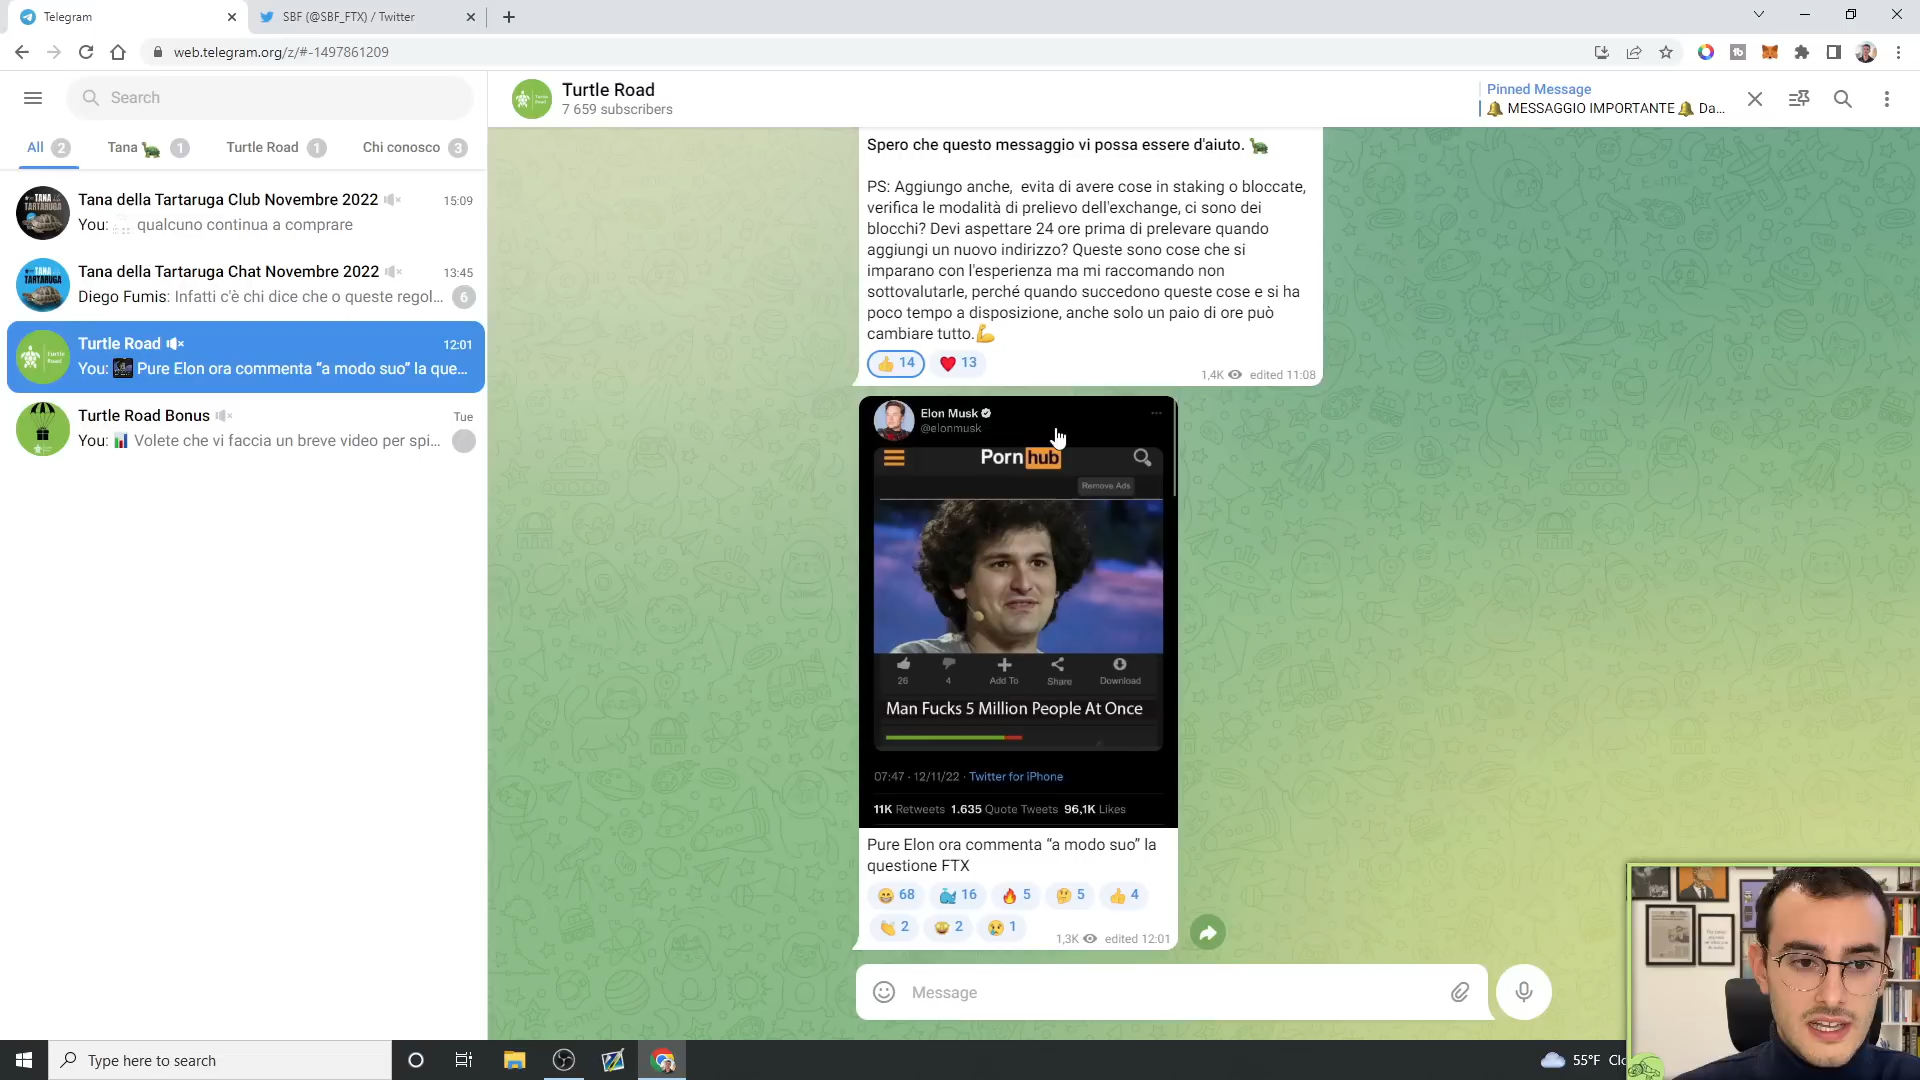 Telegram
SBF (@SBF_FTX) / Twitter
web.telegram.org/z/#-1497861209
Search
All 2
Tana 🐢 1
Turtle Road 1
Chi conosco 3
Tana della Tartaruga Club Novembre 2022
15:09
You: qualcuno continua a comprare
Tana della Tartaruga Chat Novembre 2022
13:45
Diego Fumis: Infatti c'è chi dice che o queste regol...
6
Turtle Road
12:01
You: Pure Elon ora commenta “a modo suo” la que...
Turtle Road Bonus
Tue
You: 📊 Volete che vi faccia un breve video per spi...
Turtle Road
7 659 subscribers
Pinned Message
🔔 MESSAGGIO IMPORTANTE 🔔 Da...
Spero che questo messaggio vi possa essere d'aiuto. 🐢
PS: Aggiungo anche, evita di avere cose in staking o bloccate,
verifica le modalità di prelievo dell'exchange, ci sono dei
blocchi? Devi aspettare 24 ore prima di prelevare quando
aggiungi un nuovo indirizzo? Queste sono cose che si
imparano con l'esperienza ma mi raccomando non
sottovalutarle, perché quando succedono queste cose e si ha
poco tempo a disposizione, anche solo un paio di ore può
cambiare tutto.💪
👍 14 ❤️ 13
1,4K edited 11:08
Elon Musk
@elonmusk
Porn hub
Remove Ads
26 4 Add To Share Download
Man Fucks 5 Million People At Once
07:47 · 12/11/22 · Twitter for iPhone
11K Retweets 1.635 Quote Tweets 96,1K Likes
Pure Elon ora commenta “a modo suo” la
questione FTX
😁 68 🐳 16 🔥 5 🤔 5 👍 4
👏 2 2 😢 1
1,3K edited 12:01
Message
Type here to search
55°F